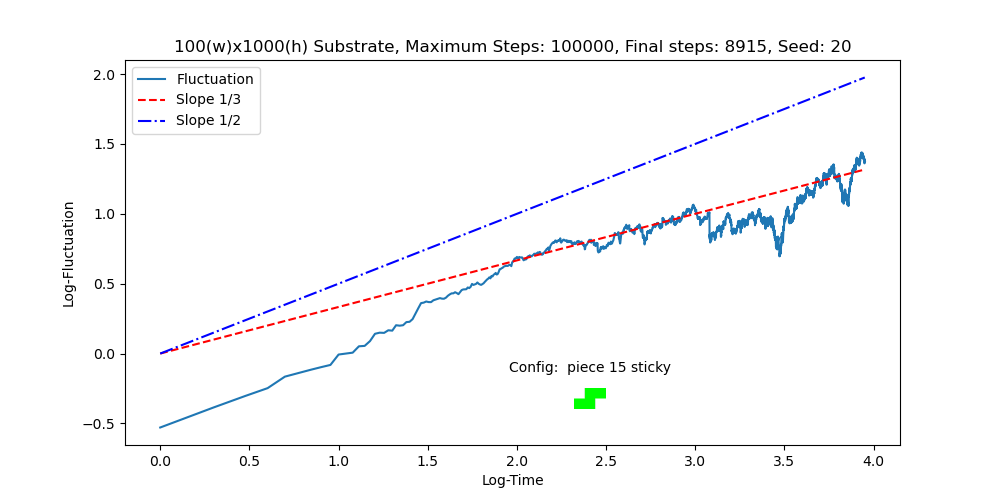 100(w)x1000(h) Substrate, Maximum Steps: 100000, Final steps: 8915, Seed: 20
Fluctuation
Slope 1/3
Slope 1/2
Log-Fluctuation
2.0
1.5
1.0
0.5
0.0
−0.5
Config:  piece 15 sticky
0.0 0.5 1.0 1.5 2.0 2.5 3.0 3.5 4.0
Log-Time